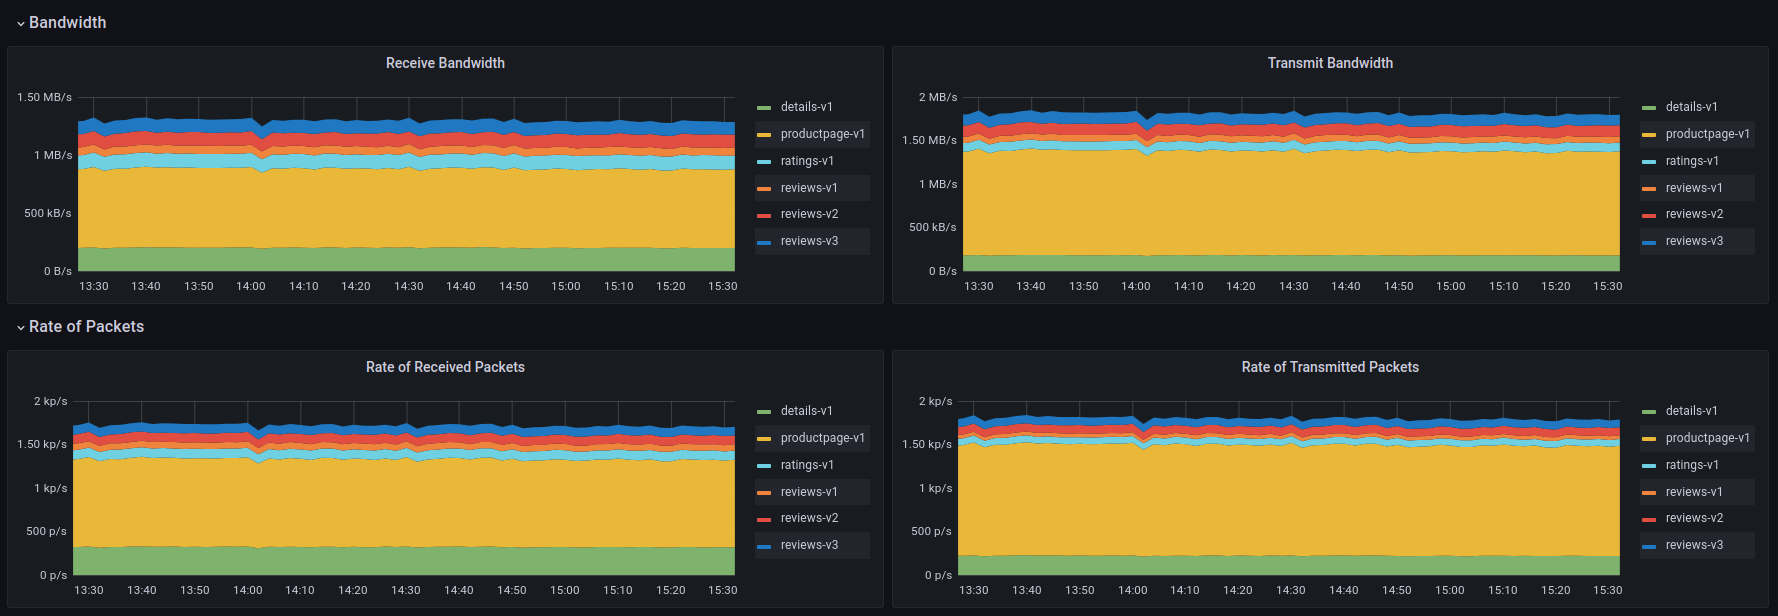 Bandwidth
Receive Bandwidth
1.50 MB/s
1 MB/s
500 kB/s
0 B/s
13:30 13:40 13:50 14:00 14:10 14:20 14:30 14:40 14:50 15:00 15:10 15:20 15:30
details-v1
productpage-v1
ratings-v1
reviews-v1
reviews-v2
reviews-v3
Transmit Bandwidth
2 MB/s
1.50 MB/s
1 MB/s
500 kB/s
0 B/s
13:30 13:40 13:50 14:00 14:10 14:20 14:30 14:40 14:50 15:00 15:10 15:20 15:30
details-v1
productpage-v1
ratings-v1
reviews-v1
reviews-v2
reviews-v3
Rate of Packets
Rate of Received Packets
2 kp/s
1.50 kp/s
1 kp/s
500 p/s
0 p/s
13:30 13:40 13:50 14:00 14:10 14:20 14:30 14:40 14:50 15:00 15:10 15:20 15:30
details-v1
productpage-v1
ratings-v1
reviews-v1
reviews-v2
reviews-v3
Rate of Transmitted Packets
2 kp/s
1.50 kp/s
1 kp/s
500 p/s
0 p/s
13:30 13:40 13:50 14:00 14:10 14:20 14:30 14:40 14:50 15:00 15:10 15:20 15:30
details-v1
productpage-v1
ratings-v1
reviews-v1
reviews-v2
reviews-v3